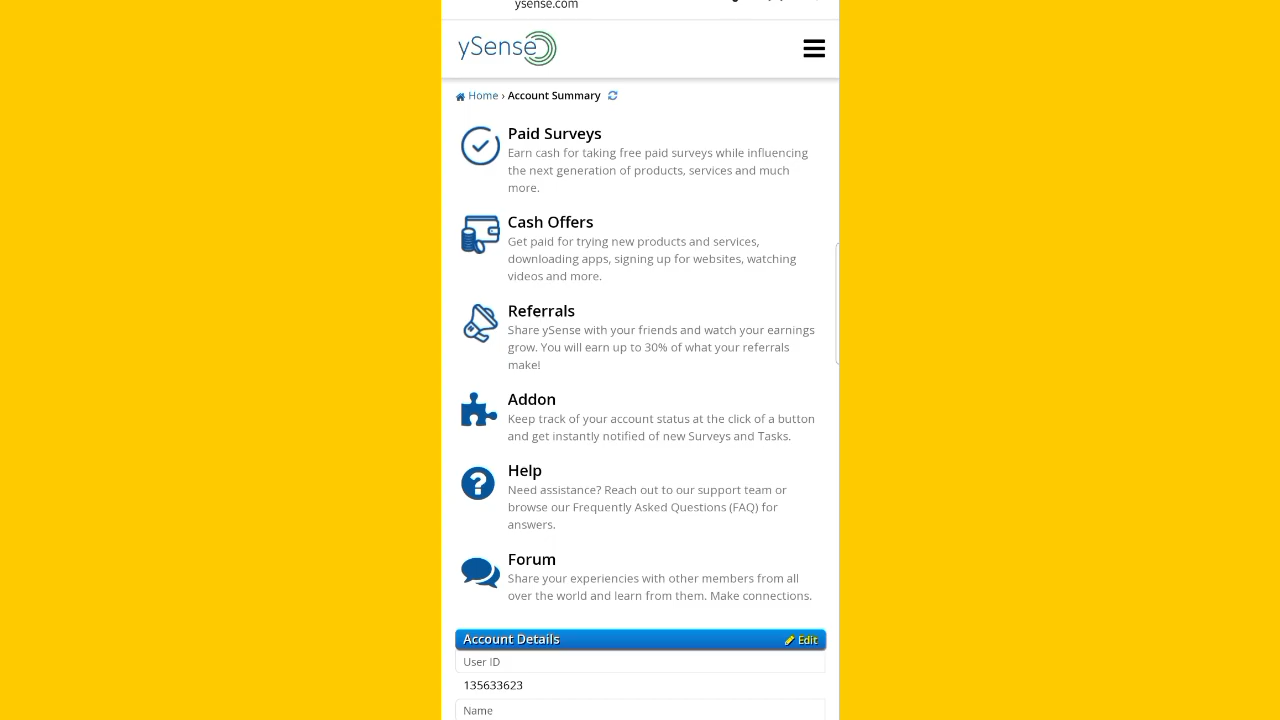 ysense.com
ySense
Home › Account Summary
Paid Surveys
Earn cash for taking free paid surveys while influencing
the next generation of products, services and much
more.
Cash Offers
Get paid for trying new products and services,
downloading apps, signing up for websites, watching
videos and more.
Referrals
Share ySense with your friends and watch your earnings
grow. You will earn up to 30% of what your referrals
make!
Addon
Keep track of your account status at the click of a button
and get instantly notified of new Surveys and Tasks.
Help
Need assistance? Reach out to our support team or
browse our Frequently Asked Questions (FAQ) for
answers.
Forum
Share your experiencies with other members from all
over the world and learn from them. Make connections.
Account Details Edit
User ID
135633623
Name